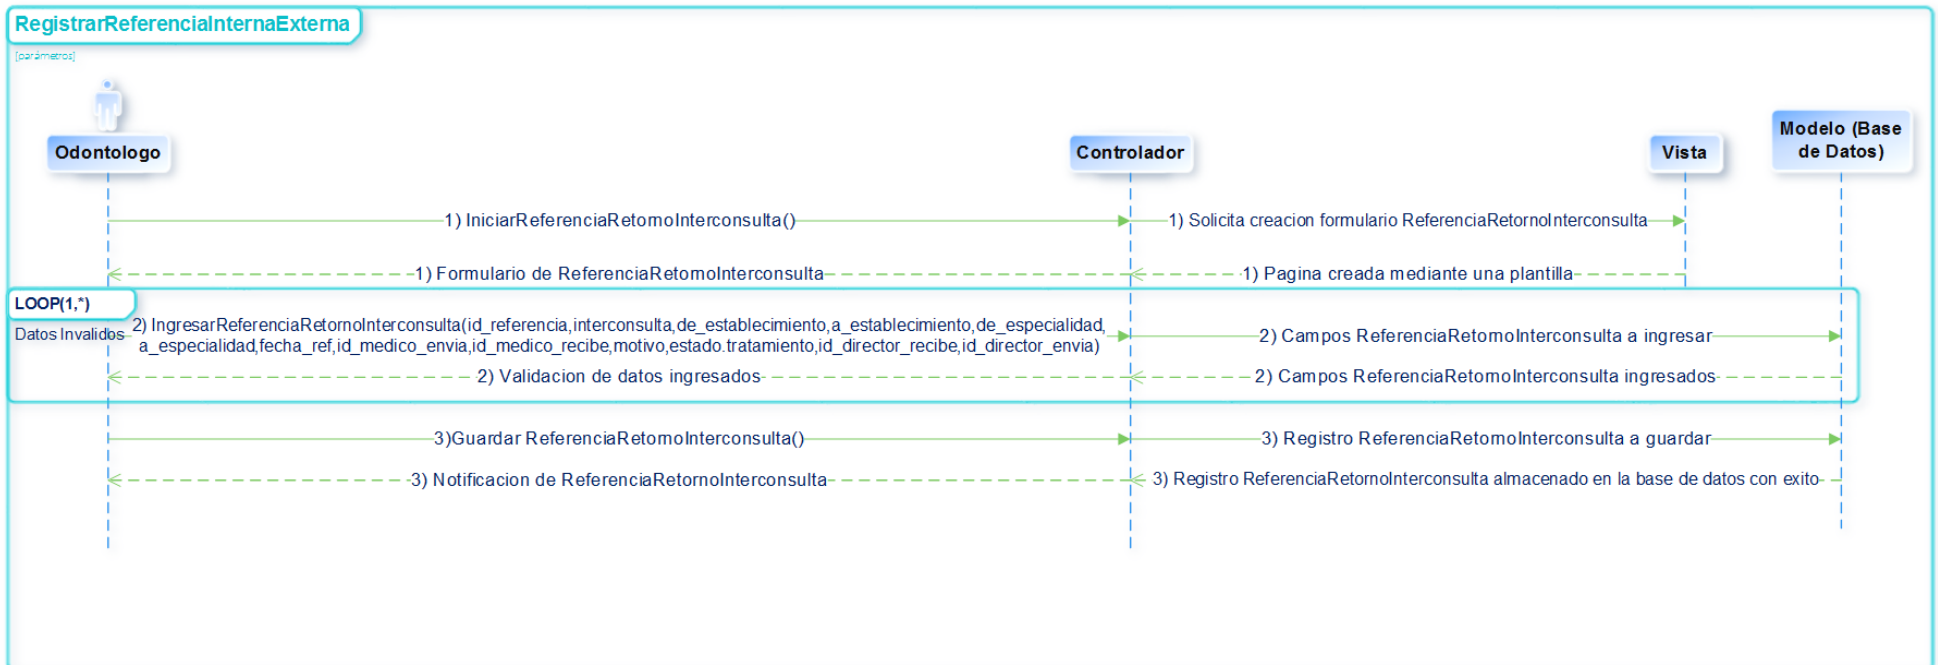 RegistrarReferenciaInternaExterna
[parámetros]
Odontologo
Controlador
Vista
Modelo (Base
de Datos)
1) IniciarReferenciaRetornoInterconsulta()
1) Solicita creacion formulario ReferenciaRetornoInterconsulta
1) Formulario de ReferenciaRetornoInterconsulta
1) Pagina creada mediante una plantilla
LOOP(1,*)
Datos Invalidos
2) IngresarReferenciaRetornoInterconsulta(id_referencia,interconsulta,de_establecimiento,a_establecimiento,de_especialidad,
a_especialidad,fecha_ref,id_medico_envia,id_medico_recibe,motivo,estado.tratamiento,id_director_recibe,id_director_envia)
2) Campos ReferenciaRetornoInterconsulta a ingresar
2) Validacion de datos ingresados
2) Campos ReferenciaRetornoInterconsulta ingresados
3)Guardar ReferenciaRetornoInterconsulta()
3) Registro ReferenciaRetornoInterconsulta a guardar
3) Notificacion de ReferenciaRetornoInterconsulta
3) Registro ReferenciaRetornoInterconsulta almacenado en la base de datos con exito